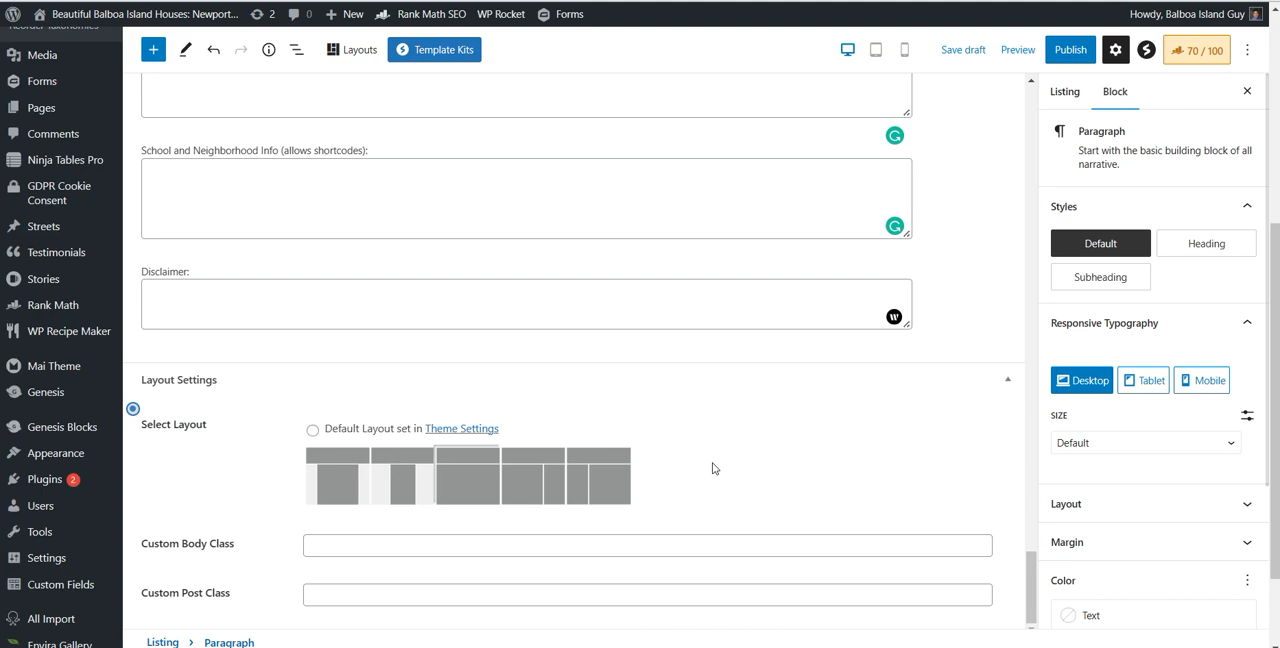 Beautiful Balboa Island Houses: Newport... 2 0 New Rank Math SEO WP Rocket Forms Howdy, Balboa Island Guy
Media
Forms
Pages
Comments
Ninja Tables Pro
GDPR Cookie
Consent
Streets
Testimonials
Stories
Rank Math
WP Recipe Maker
Mai Theme
Genesis
Genesis Blocks
Appearance
Plugins 2
Users
Tools
Settings
Custom Fields
All Import
Envira Gallery
Layouts Template Kits Save draft Preview Publish 70 / 100
School and Neighborhood Info (allows shortcodes):
Disclaimer:
Layout Settings
Select Layout
Default Layout set in Theme Settings
Custom Body Class
Custom Post Class
Listing > Paragraph
Listing Block
Paragraph
Start with the basic building block of all
narrative.
Styles
Default Heading
Subheading
Responsive Typography
Desktop Tablet Mobile
SIZE
Default
Layout
Margin
Color
Text